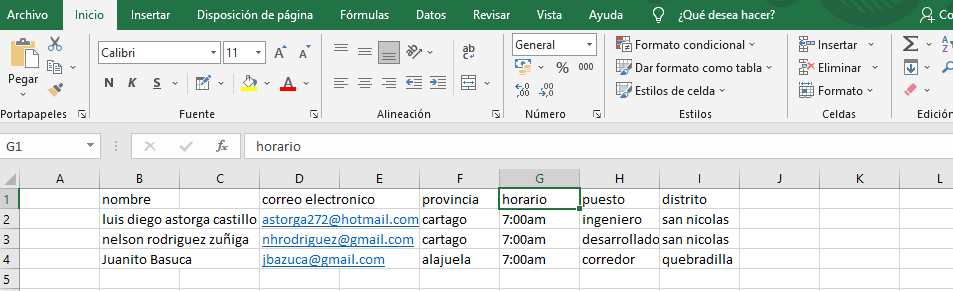 Archivo Inicio Insertar Disposición de página Fórmulas Datos Revisar Vista Ayuda ¿Qué desea hacer? Co
Pegar Calibri 11 A A ab c General Formato condicional Insertar Σ A Z
N K S A % 000 Dar formato como tabla Eliminar
,00 ,00 Estilos de celda Formato
Portapapeles Fuente Alineación Número Estilos Celdas Edición
G1 fx horario
A B C D E F G H I J K L
1 nombre correo electronico provincia horario puesto distrito
2 luis diego astorga castillo astorga272@hotmail.com cartago 7:00am ingeniero san nicolas
3 nelson rodriguez zuñiga nhrodriguez@gmail.com cartago 7:00am desarrollado san nicolas
4 Juanito Basuca jbazuca@gmail.com alajuela 7:00am corredor quebradilla
5